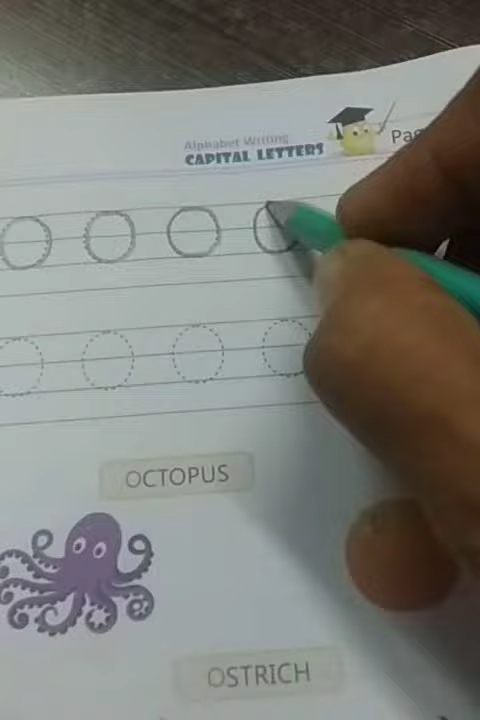 Alphabet Writing
CAPITAL LETTERS
O O O O
O O O O
OCTOPUS
OSTRICH